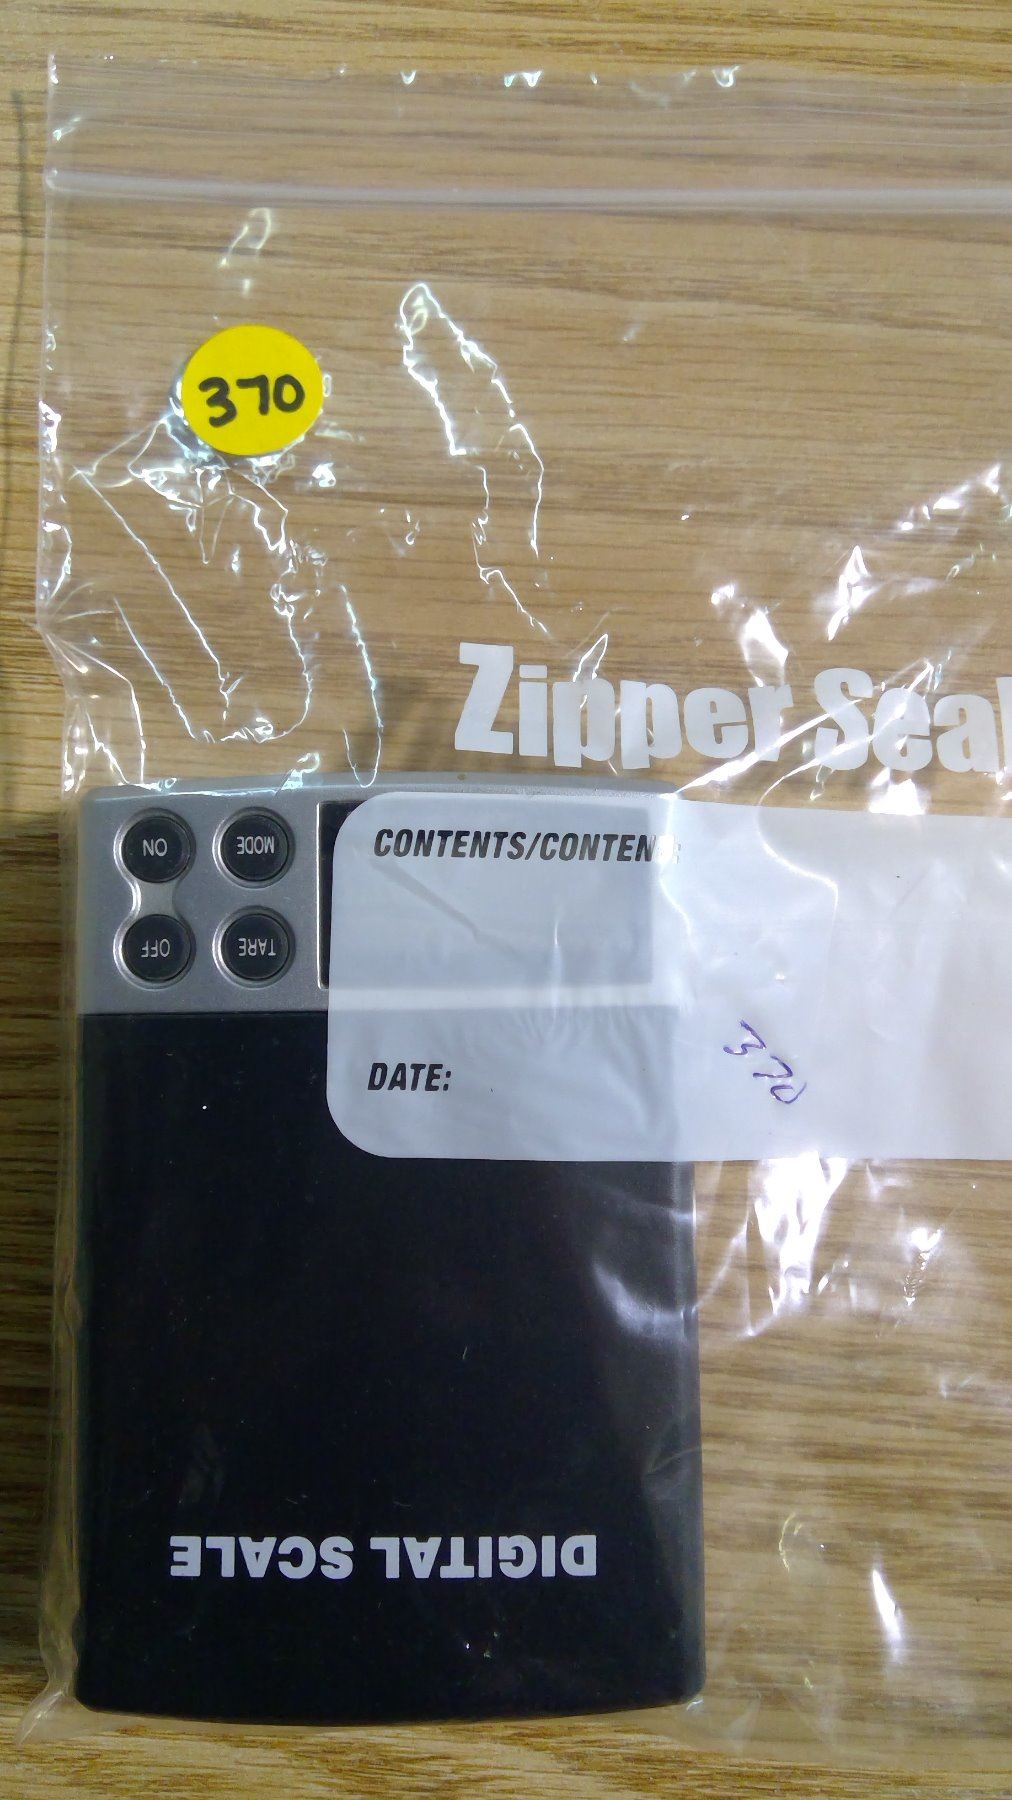 370
Zipper Seal
CONTENTS/CONTEN
DATE:
370
ON
MODE
OFF
TARE
DIGITAL SCALE